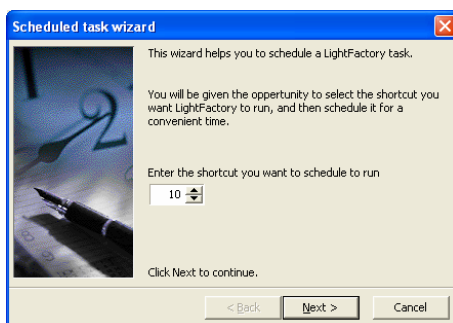 Scheduled task wizard
This wizard helps you to schedule a LightFactory task.
You will be given the oppertunity to select the shortcut you
want LightFactory to run, and then schedule it for a
convenient time.
Enter the shortcut you want to schedule to run
10
Click Next to continue.
< Back Next > Cancel